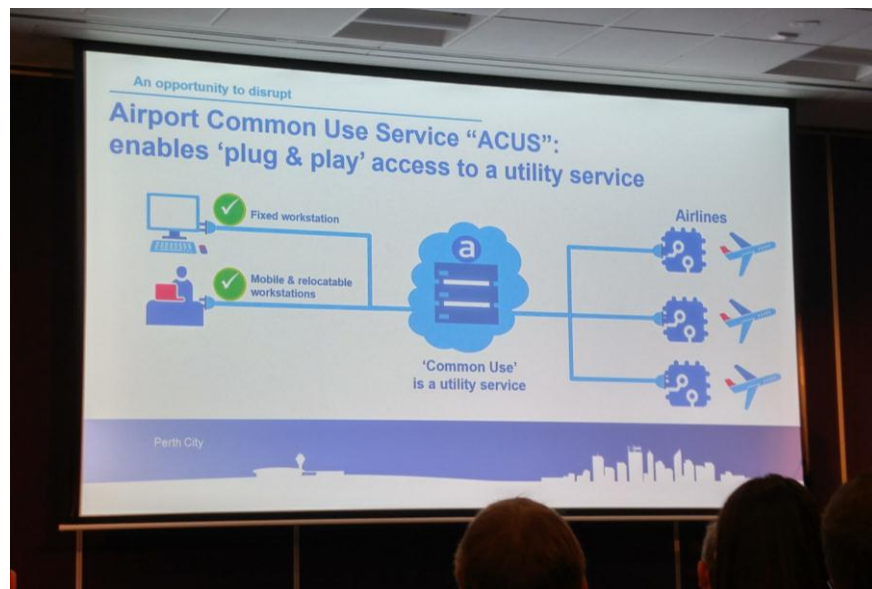 An opportunity to disrupt
Airport Common Use Service “ACUS”:
enables ‘plug & play’ access to a utility service
Fixed workstation
Mobile & relocatable
workstations
a
‘Common Use’
is a utility service
Airlines
Perth City